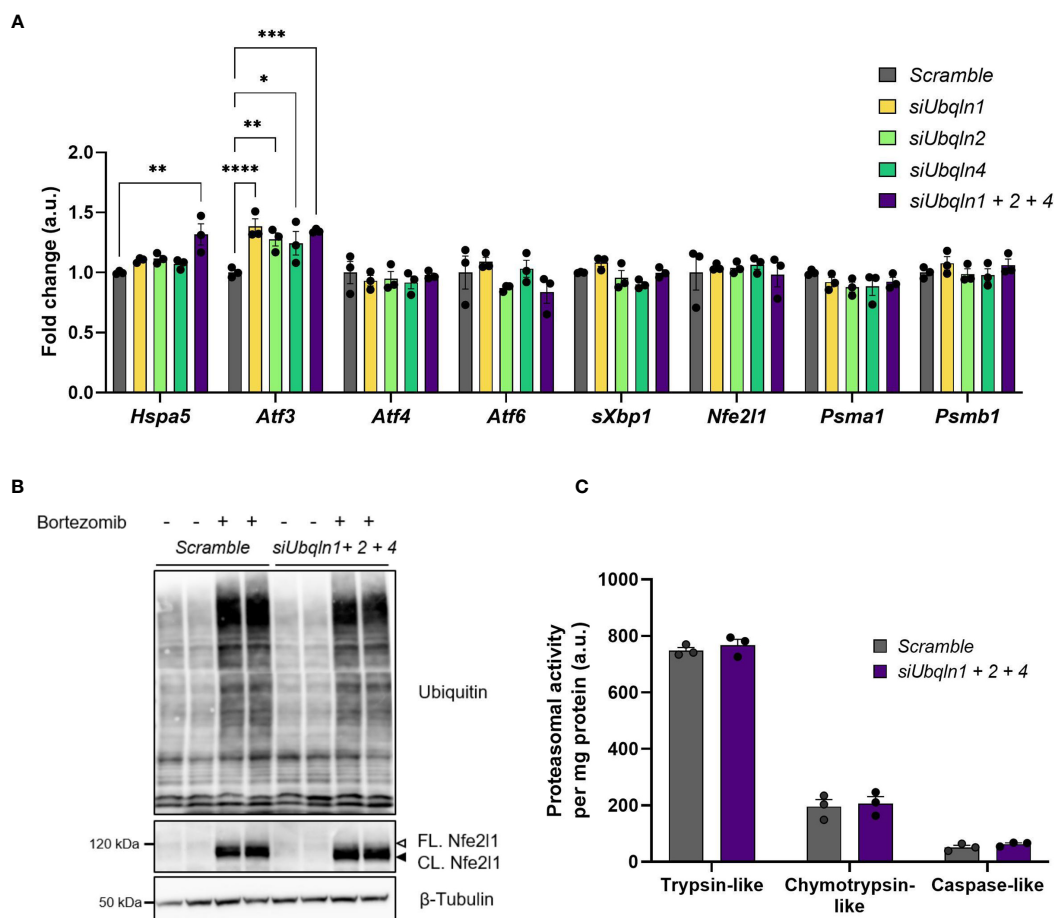 A
***
*
**
**
****
Scramble
siUbqln1
siUbqln2
siUbqln4
siUbqln1 + 2 + 4
Fold change (a.u.)
2.0
1.5
1.0
0.5
0.0
Hspa5 Atf3 Atf4 Atf6 sXbp1 Nfe2l1 Psma1 Psmb1
B
Bortezomib - - + + - - + +
Scramble siUbqln1+ 2 + 4
Ubiquitin
120 kDa
FL. Nfe2l1
CL. Nfe2l1
50 kDa
β-Tubulin
C
Proteasomal activity
per mg protein (a.u.)
1000
800
600
400
200
0
Scramble
siUbqln1 + 2 + 4
Trypsin-like Chymotrypsin- Caspase-like
like